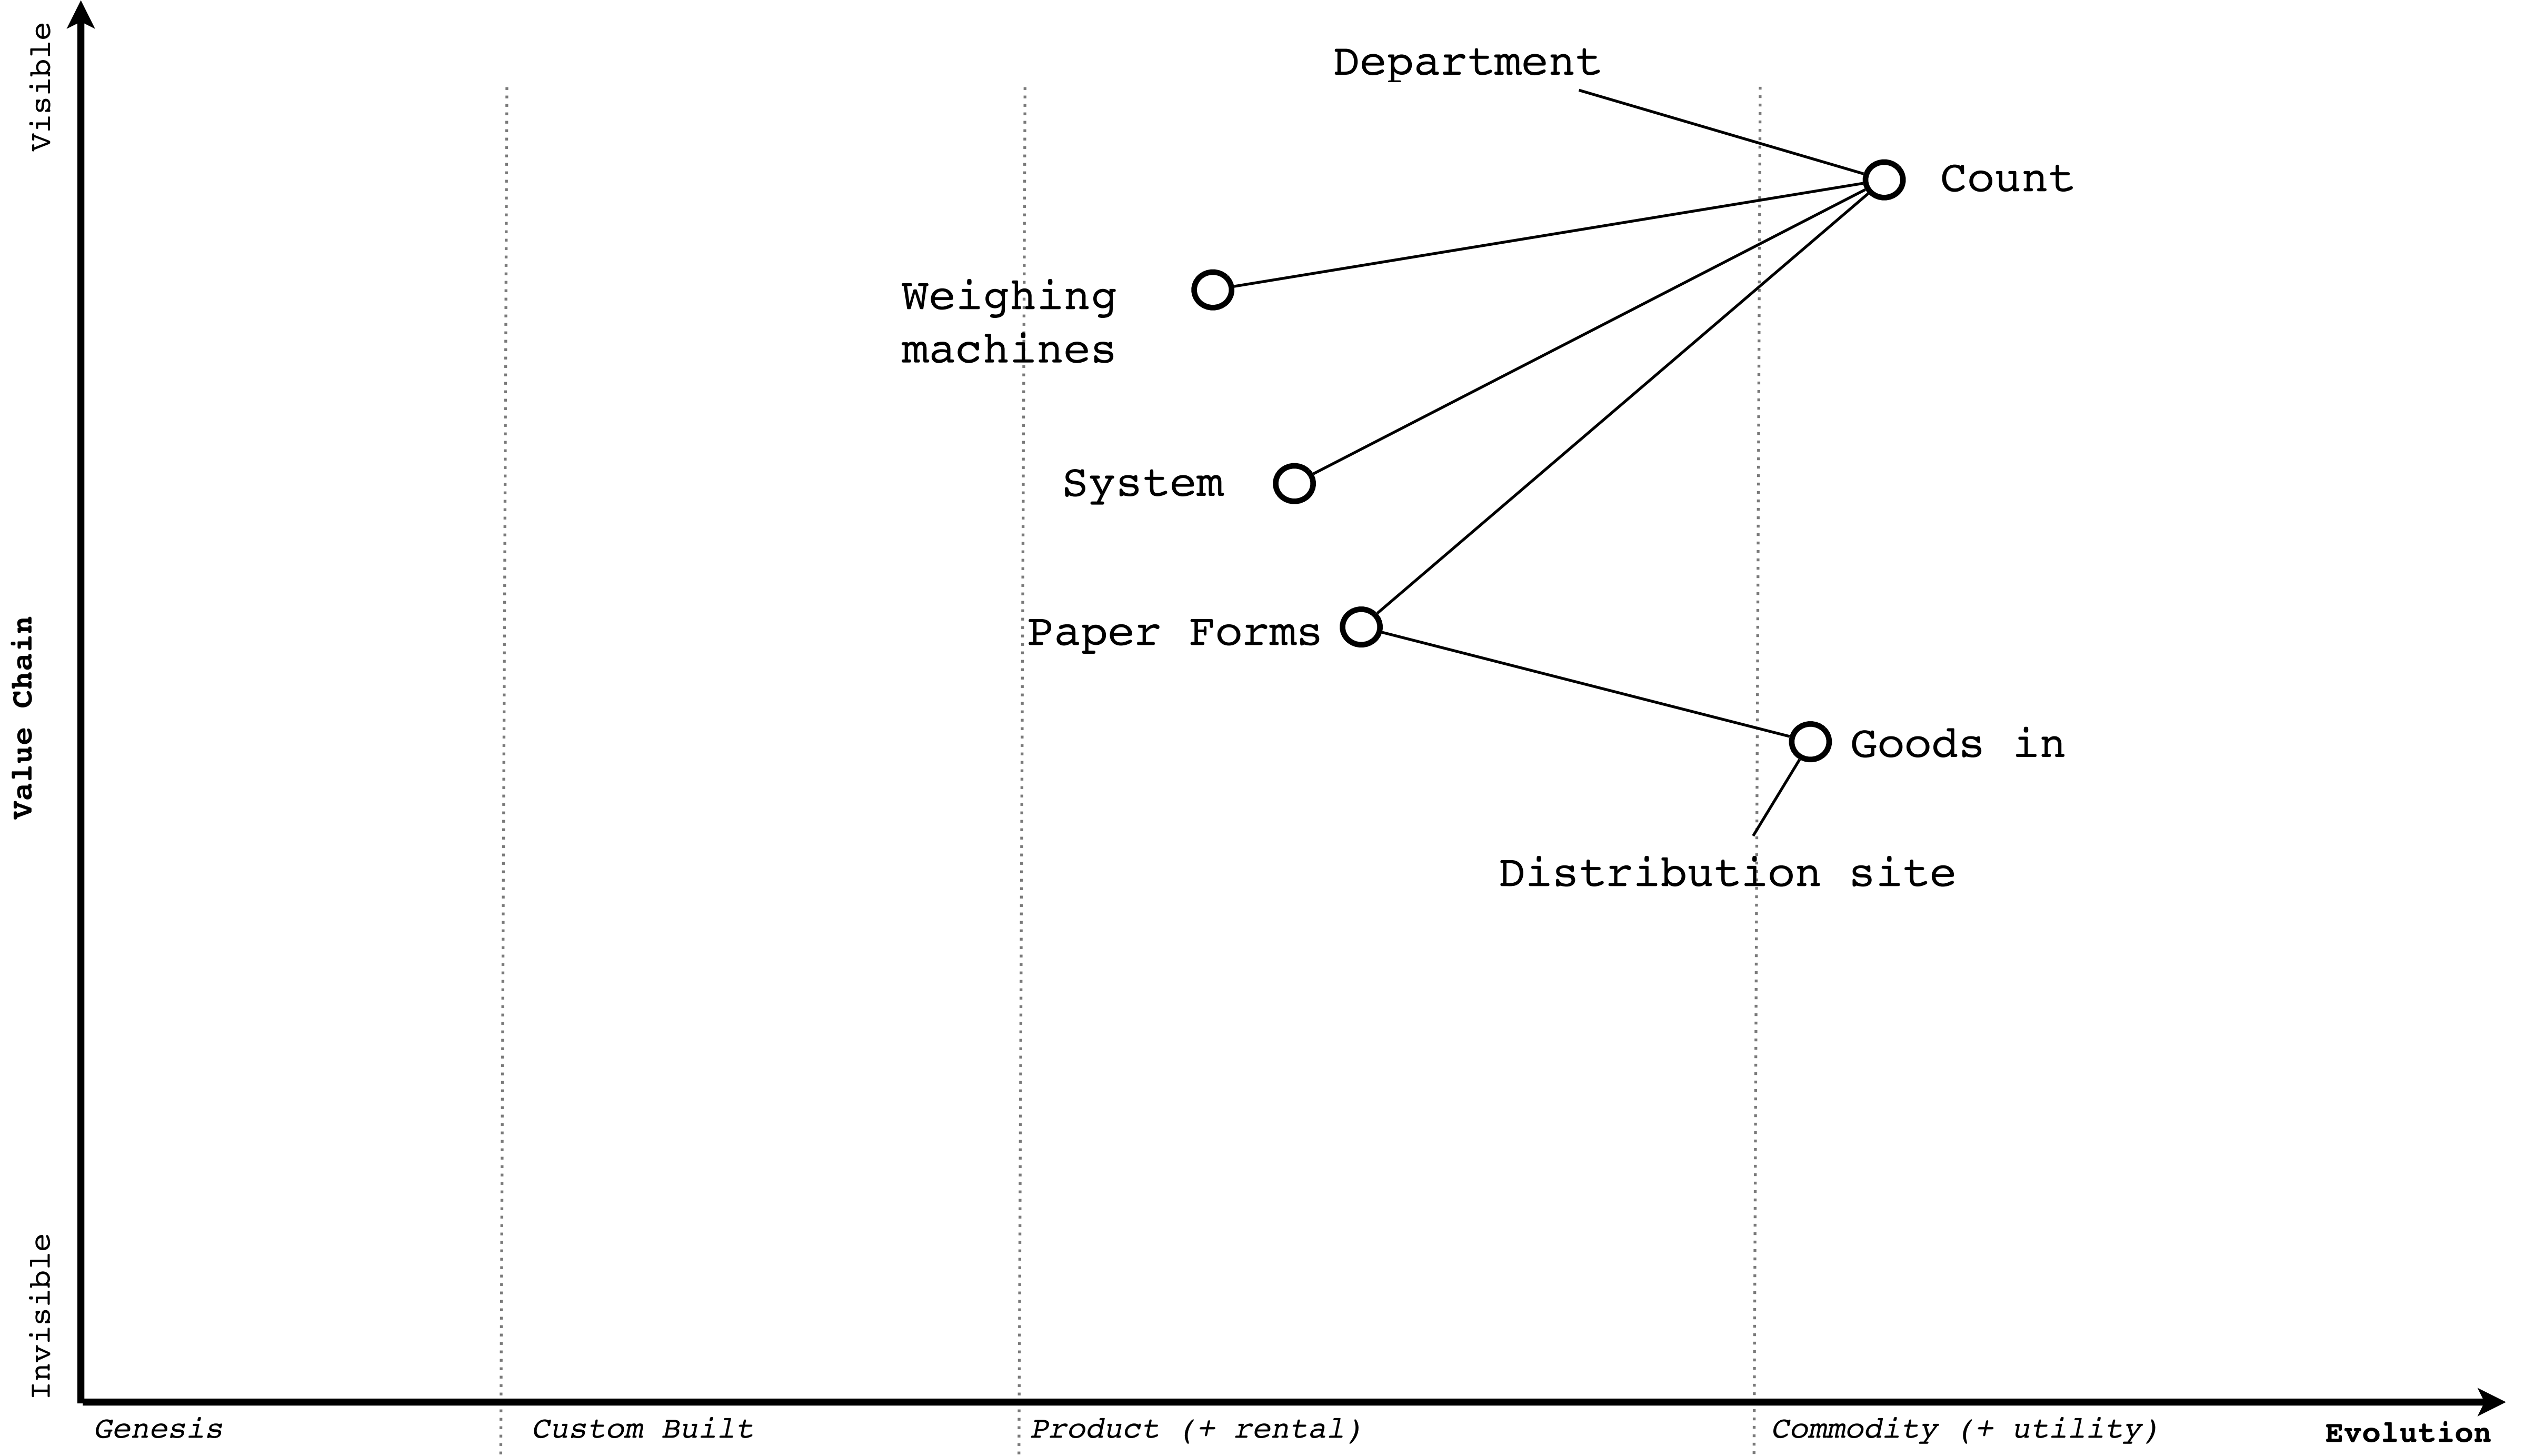 Visible
Department
Count
Weighing
machines
System
Paper Forms
Value Chain
Goods in
Distribution site
Invisible
Genesis
Custom Built
Product (+ rental)
Commodity (+ utility)
Evolution